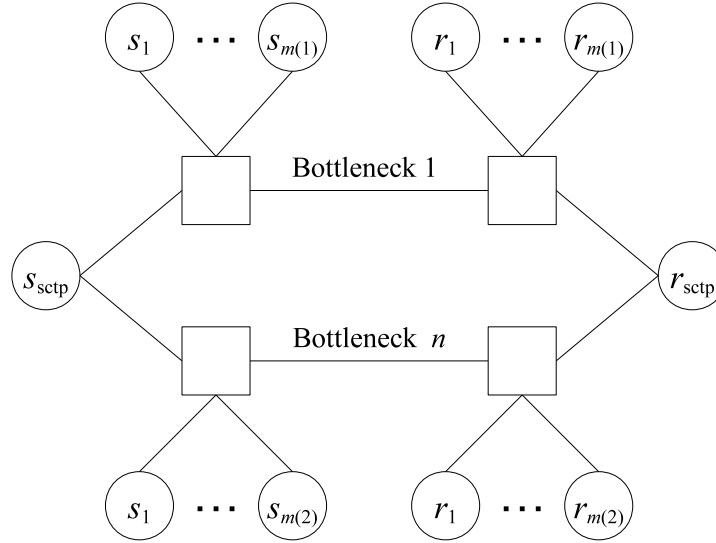 s1 ... sm(1) r1 ... rm(1)
Bottleneck 1
ssctp rsctp
Bottleneck n
s1 ... sm(2) r1 ... rm(2)